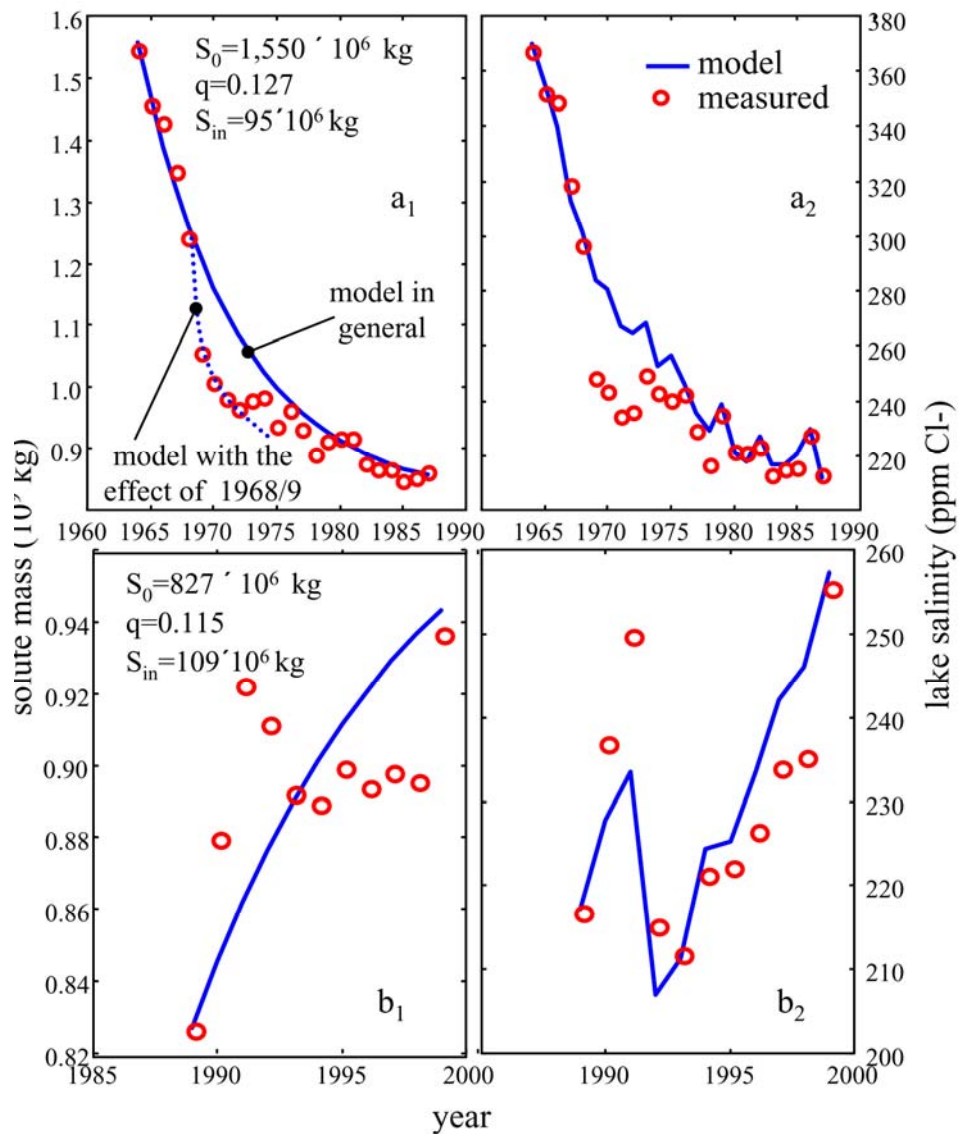 1.6
1.5
1.4
1.3
1.2
1.1
1.0
0.9
S₀=1,550 ´ 10⁶ kg
q=0.127
Sᵢₙ=95´10⁶ kg
a₁
model in
general
model with the
effect of 1968/9
1960 1965 1970 1975 1980 1985 1990
model
measured
a₂
380
360
340
320
300
280
260
240
220
1965 1970 1975 1980 1985 1990
solute mass (10⁹ kg)
lake salinity (ppm Cl-)
0.94
0.92
0.90
0.88
0.86
0.84
0.82
S₀=827 ´ 10⁶ kg
q=0.115
Sᵢₙ=109´10⁶ kg
b₁
1985 1990 1995 2000
b₂
260
250
240
230
220
210
200
1990 1995 2000
year